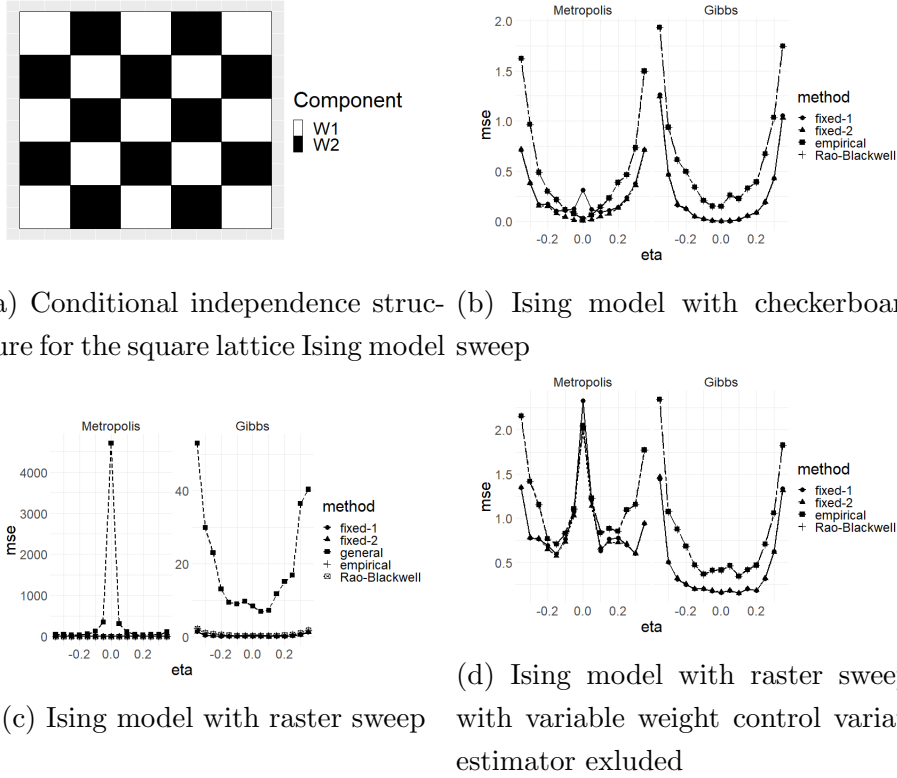 Component
W1
W2
Metropolis Gibbs
2.0
1.5
1.0
0.5
0.0
mse
-0.2 0.0 0.2 -0.2 0.0 0.2
eta
method
fixed-1
fixed-2
empirical
Rao-Blackwell
a) Conditional independence struc-
ure for the square lattice Ising model
(b) Ising model with checkerboar
sweep
Metropolis Gibbs
4000
3000
2000
1000
0
40
20
0
mse
-0.2 0.0 0.2 -0.2 0.0 0.2
eta
method
fixed-1
fixed-2
general
empirical
Rao-Blackwell
(c) Ising model with raster sweep
Metropolis Gibbs
2.0
1.5
1.0
0.5
mse
-0.2 0.0 0.2 -0.2 0.0 0.2
eta
method
fixed-1
fixed-2
empirical
Rao-Blackwell
(d) Ising model with raster sweep
with variable weight control varia
estimator exluded